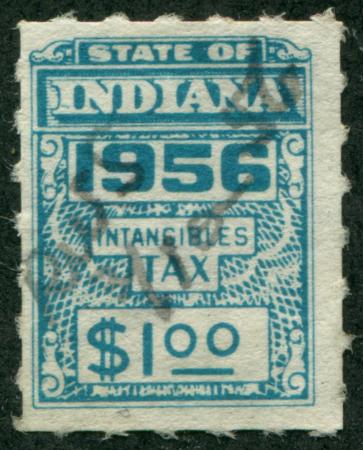 STATE OF
INDIANA
1956
INTANGIBLES
TAX
$1.00